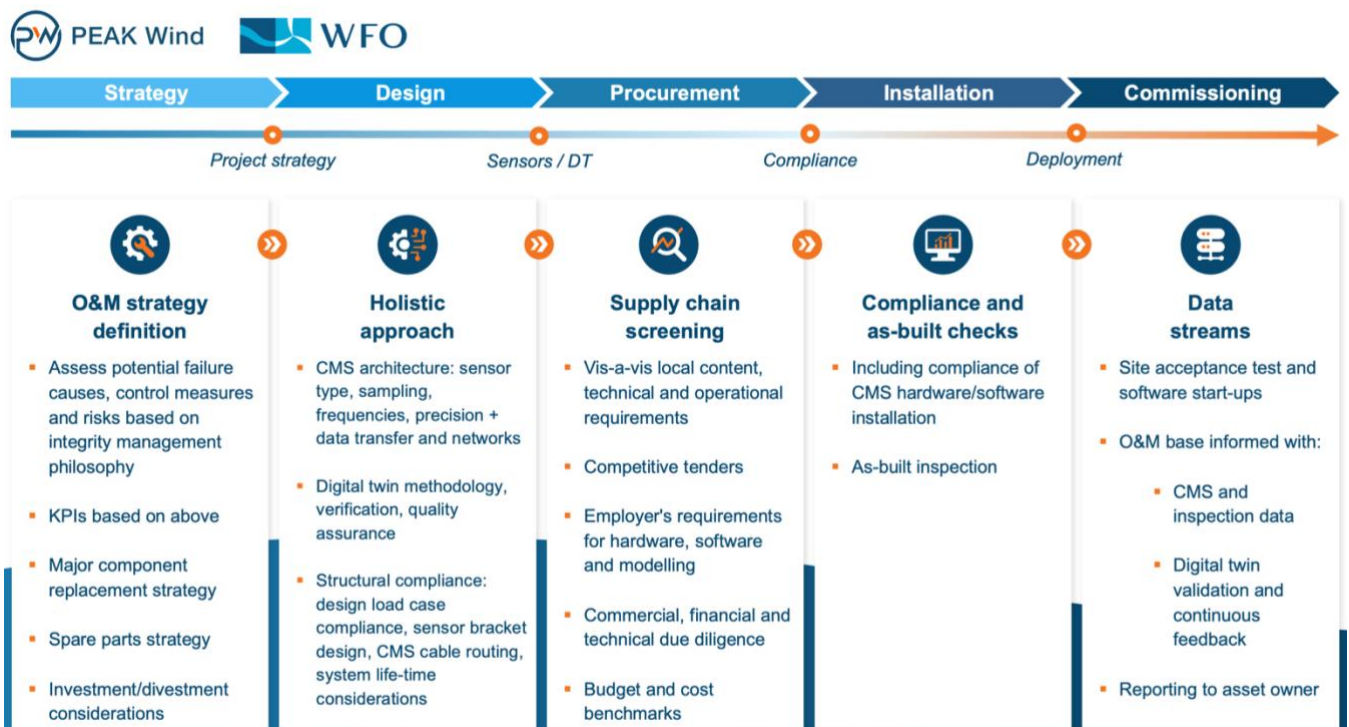 PEAK Wind
WFO
Strategy
Design
Procurement
Installation
Commissioning
Project strategy
Sensors / DT
Compliance
Deployment
O&M strategy
definition
▪ Assess potential failure
causes, control measures
and risks based on
integrity management
philosophy
▪ KPIs based on above
▪ Major component
replacement strategy
▪ Spare parts strategy
▪ Investment/divestment
considerations
Holistic
approach
▪ CMS architecture: sensor
type, sampling,
frequencies, precision +
data transfer and networks
▪ Digital twin methodology,
verification, quality
assurance
▪ Structural compliance:
design load case
compliance, sensor bracket
design, CMS cable routing,
system life-time
considerations
Supply chain
screening
▪ Vis-a-vis local content,
technical and operational
requirements
▪ Competitive tenders
▪ Employer's requirements
for hardware, software
and modelling
▪ Commercial, financial and
technical due diligence
▪ Budget and cost
benchmarks
Compliance and
as-built checks
▪ Including compliance of
CMS hardware/software
installation
▪ As-built inspection
Data
streams
▪ Site acceptance test and
software start-ups
▪ O&M base informed with:
▪ CMS and
inspection data
▪ Digital twin
validation and
continuous
feedback
▪ Reporting to asset owner